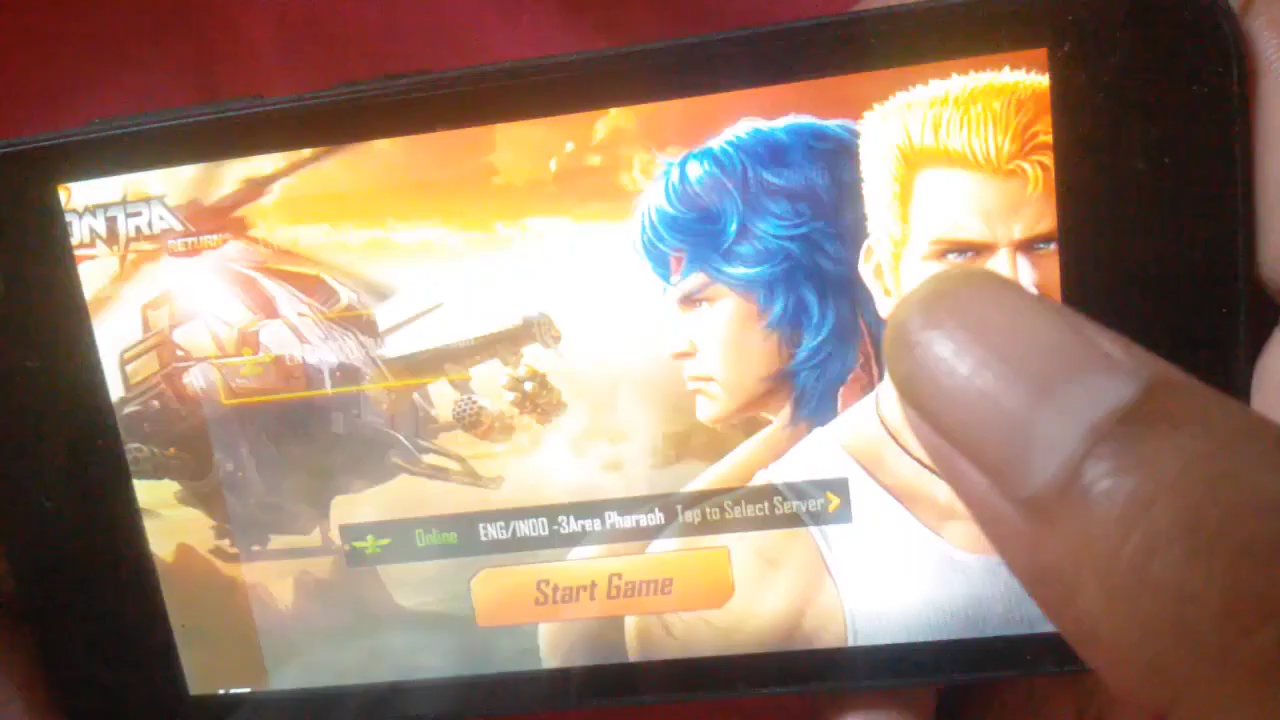 ONTRA
RETURN
Online ENG/INDO -3Area Pharaoh Tap to Select Server
Start Game